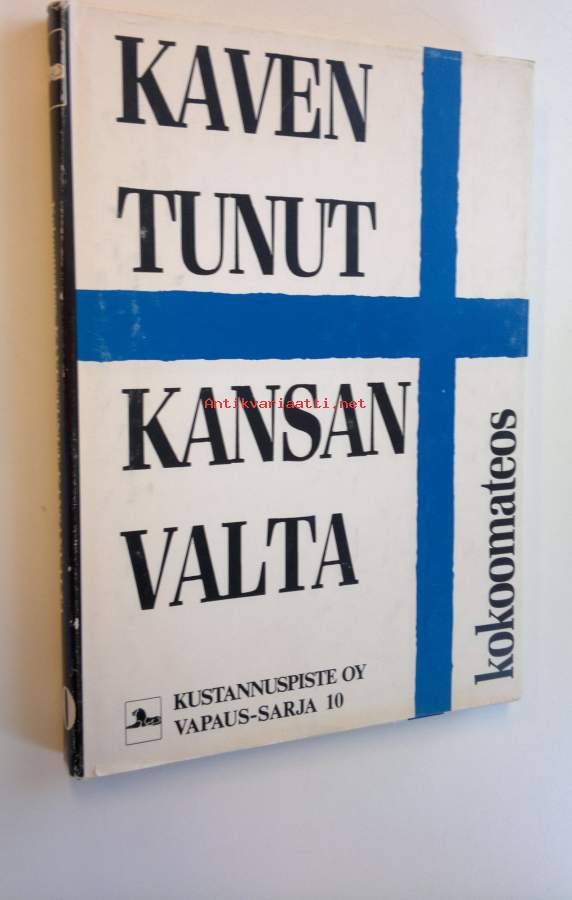 KAVEN
TUNUT
KANSAN
VALTA
kokoomateos
KUSTANNUSPISTE OY
VAPAUS-SARJA 10
Antikvariaatti.net